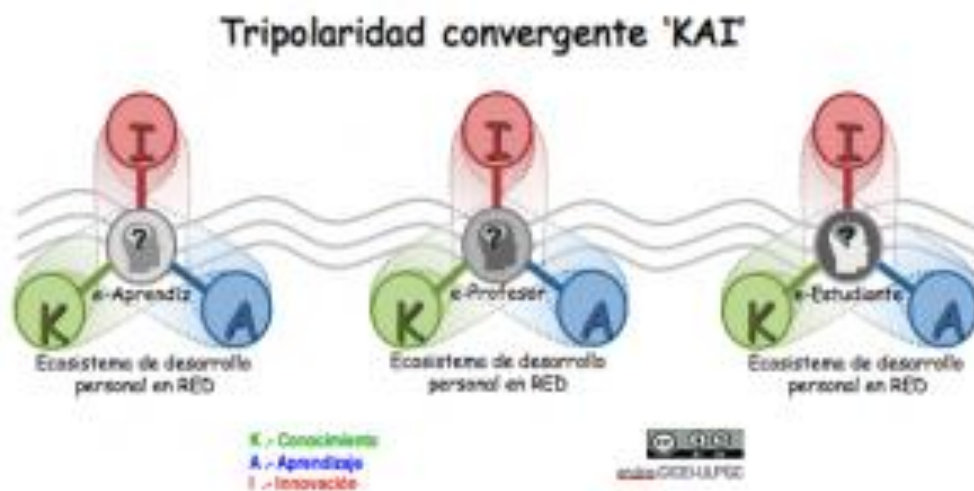 Tripolaridad convergente 'KAI'
I
I
I
?
?
?
e-Aprendiz
e-Profesor
e-Estudiante
K
A
K
A
K
A
Ecosistema de desarrollo
personal en RED
Ecosistema de desarrollo
personal en RED
Ecosistema de desarrollo
personal en RED
K .- Conocimiento
A .- Aprendizaje
I .- Innovación
cc